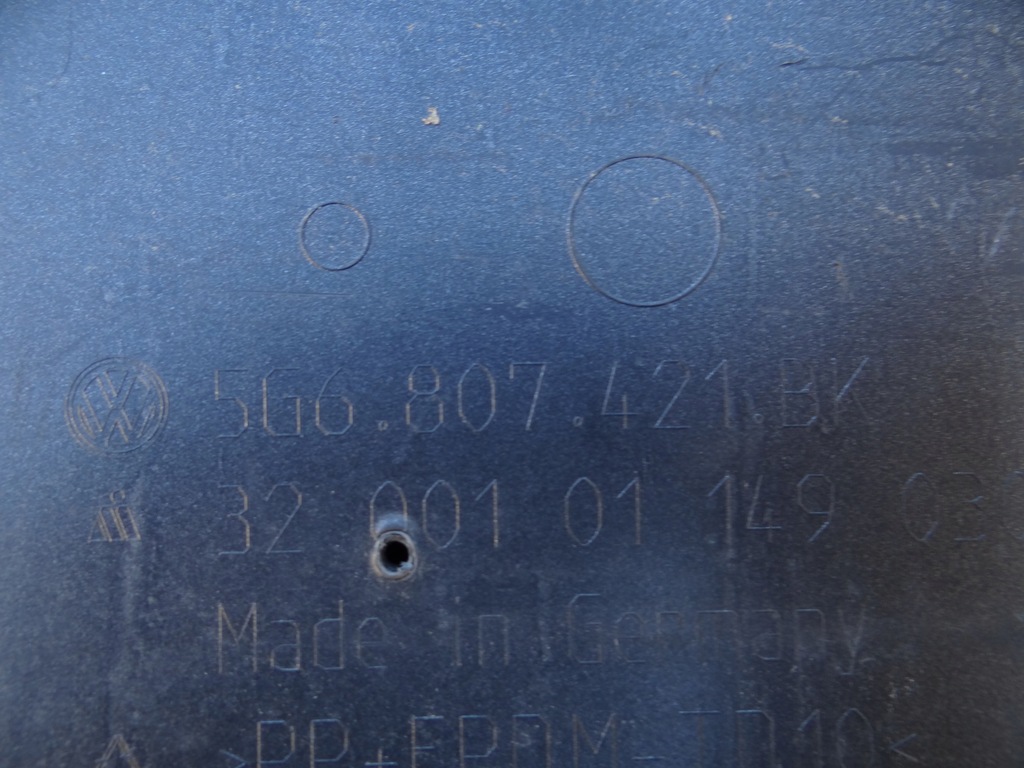 5G6.807.421.BK
32 001 01 149
Made in Germany
>PP+EPDM-TD10<